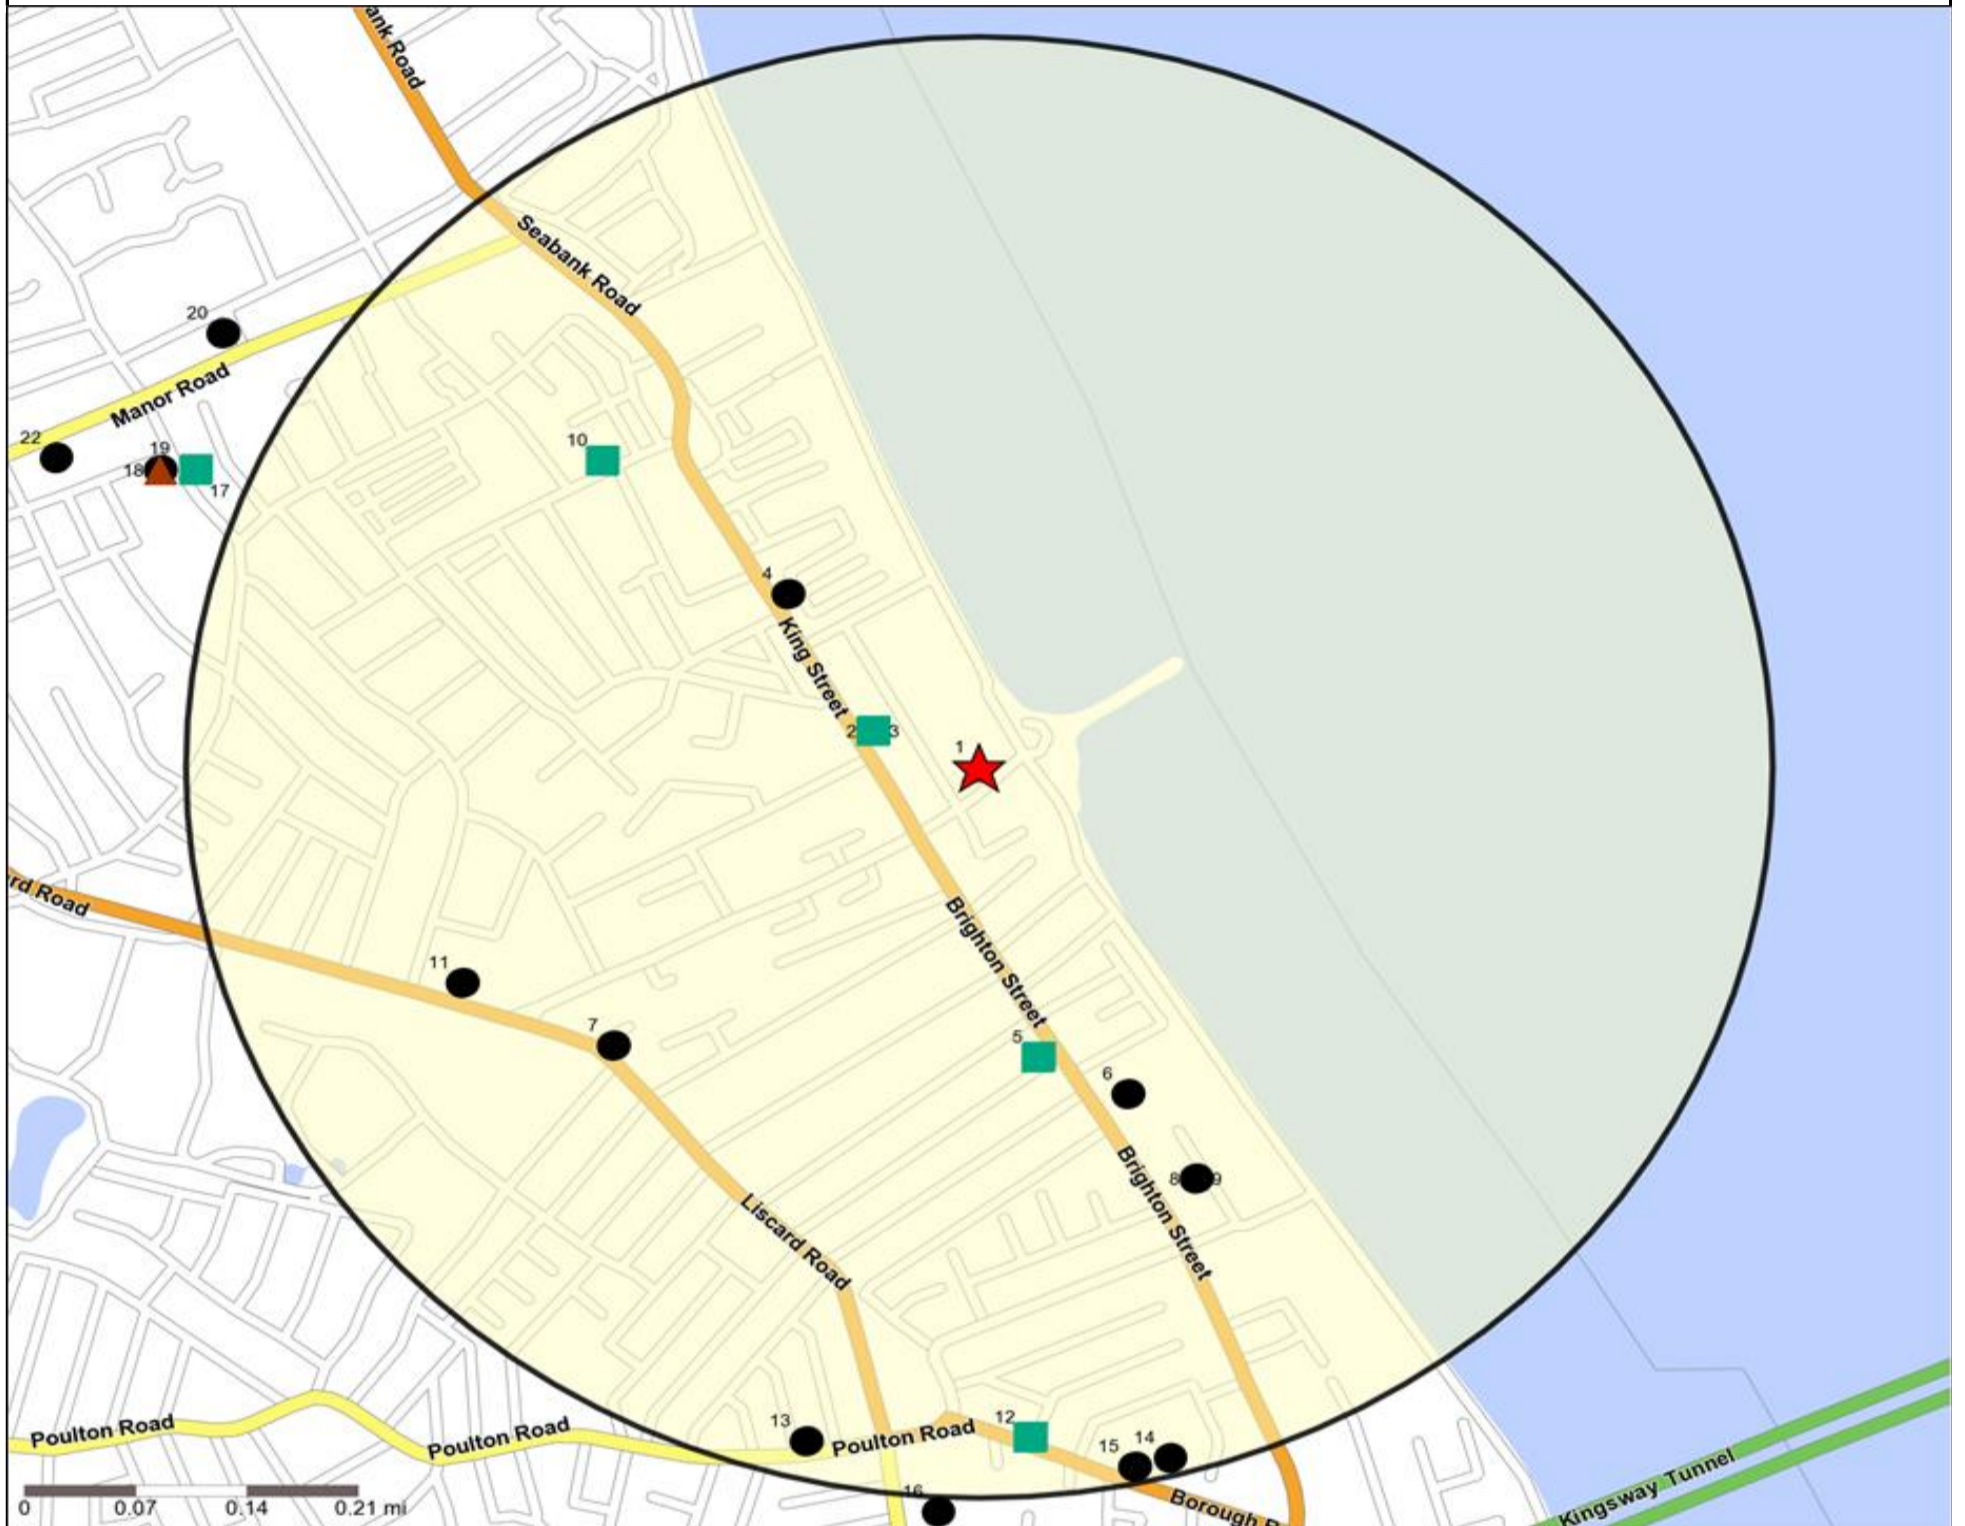 ank Road
Seabank Road
20
Manor Road
22
19
18
17
10
4
King Street
2
3
1
rd Road
Brighton Street
11
7
5
6
Brighton Street
8
9
Liscard Road
13
12
Poulton Road
Poulton Road
Poulton Road
15
14
16
Borough R
Kingsway Tunnel
0 0.07 0.14 0.21 mi